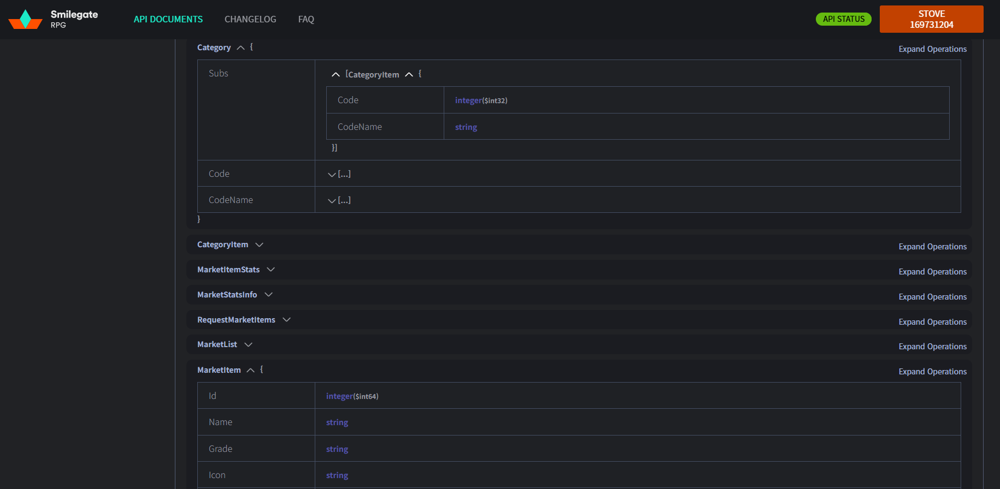 Smilegate
RPG
API DOCUMENTS
CHANGELOG
FAQ
API STATUS
STOVE
169731204
Category {
Expand Operations
Subs
[CategoryItem {
Code
integer($int32)
CodeName
string
}]
Code
[...]
CodeName
[...]
}
CategoryItem
Expand Operations
MarketItemStats
Expand Operations
MarketStatsInfo
Expand Operations
RequestMarketItems
Expand Operations
MarketList
Expand Operations
MarketItem {
Expand Operations
Id
integer($int64)
Name
string
Grade
string
Icon
string